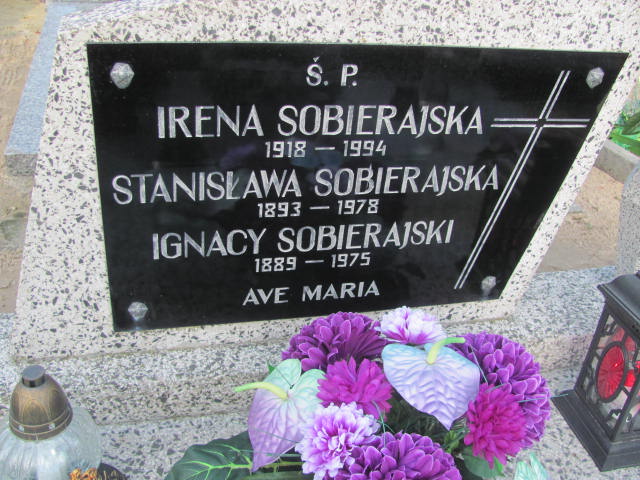 Ś. P.
IRENA SOBIERAJSKA
1918 — 1994
STANISŁAWA SOBIERAJSKA
1893 — 1978
IGNACY SOBIERAJSKI
1889 — 1975
AVE MARIA